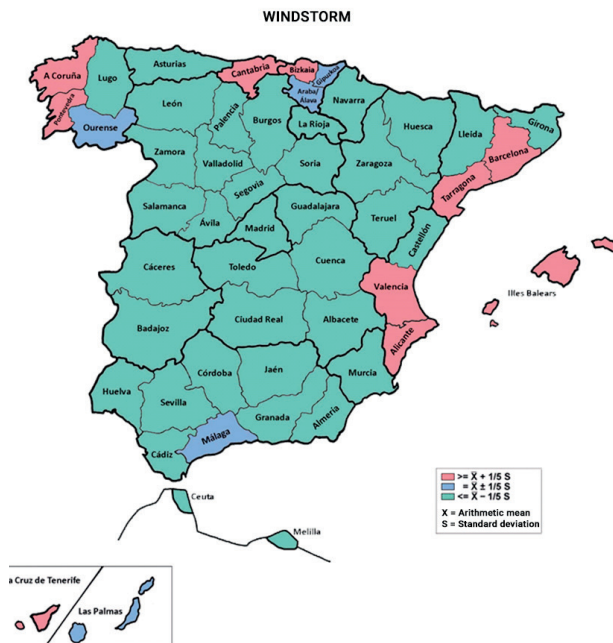 WINDSTORM
A Coruña
Lugo
Asturias
Cantabria
Bizkaia
Gipuzkoa
Pontevedra
Ourense
León
Palencia
Burgos
Araba/
Álava
Navarra
La Rioja
Huesca
Lleida
Girona
Barcelona
Tarragona
Zamora
Valladolid
Soria
Zaragoza
Segovia
Salamanca
Ávila
Madrid
Guadalajara
Teruel
Castellón
Cáceres
Toledo
Cuenca
Valencia
Illes Balears
Badajoz
Ciudad Real
Albacete
Alicante
Córdoba
Jaén
Murcia
Huelva
Sevilla
Granada
Almería
Málaga
Cádiz
>= X̄ + 1/5 S
= X̄ ± 1/5 S
<= X̄ − 1/5 S
X = Arithmetic mean
S = Standard deviation
Ceuta
Melilla
a Cruz de Tenerife
Las Palmas